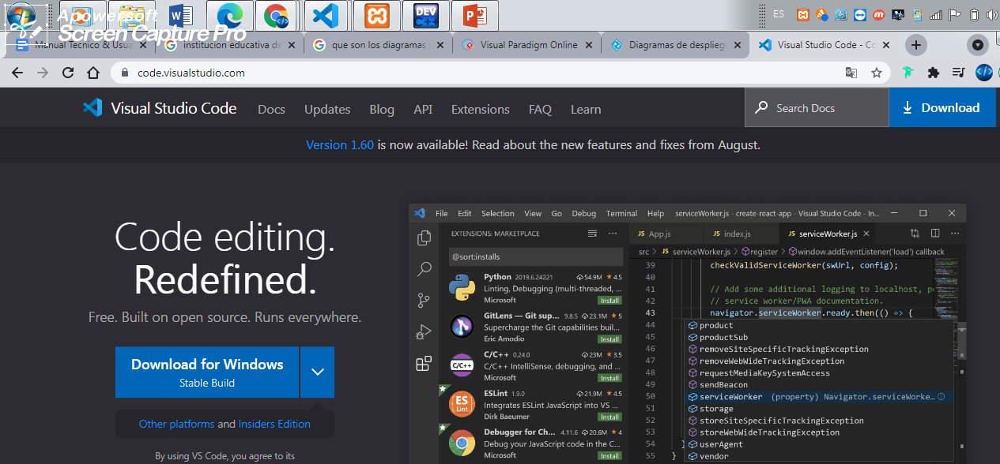 Apowersoft
Screen Capture Pro
W
DEV
C++
P
ES
Manual Tecnico & Usua
institucion educativa de
que son los diagramas
Visual Paradigm Online
Diagramas de despliegu
Visual Studio Code - Co
code.visualstudio.com
Visual Studio Code
Docs
Updates
Blog
API
Extensions
FAQ
Learn
Search Docs
Download
Version 1.60 is now available! Read about the new features and fixes from August.
Code editing.
Redefined.
Free. Built on open source. Runs everywhere.
Download for Windows
Stable Build
Other platforms and Insiders Edition
By using VS Code, you agree to its
File Edit Selection View Go Debug Terminal Help serviceWorker.js - create-react-app - Visual Studio Code - In...
EXTENSIONS: MARKETPLACE
@sort:installs
Python 2019.6.24221 54.9M 4.5
Linting, Debugging (multi-threaded, ...
Microsoft Install
GitLens — Git sup... 9.8.5 23.1M 5
Supercharge the Git capabilities buil...
Eric Amodio Install
C/C++
C/C++ 0.24.0 23M 3.5
C/C++ IntelliSense, debugging, and ...
Microsoft Install
ES
Lint
ESLint 1.9.0 21.9M 4.5
Integrates ESLint JavaScript into VS ...
Dirk Baeumer Install
Debugger for Ch... 4.11.6 20.6M 4
Debug your JavaScript code in the C...
Microsoft Install
JS App.js
JS index.js
JS serviceWorker.js
src > JS serviceWorker.js > register > window.addEventListener('load') callback
39 checkValidServiceWorker(swUrl, config);
40
41 // Add some additional logging to localhost, po
42 // service worker/PWA documentation.
43 navigator.serviceWorker.ready.then(() => {
44 product
45 productSub
46 removeSiteSpecificTrackingException
47 removeWebWideTrackingException
48 requestMediaKeySystemAccess
49 sendBeacon
50 serviceWorker (property) Navigator.serviceWorke...
51 storage
52 storeSiteSpecificTrackingException
53 storeWebWideTrackingException
54 } userAgent
55 } vendor